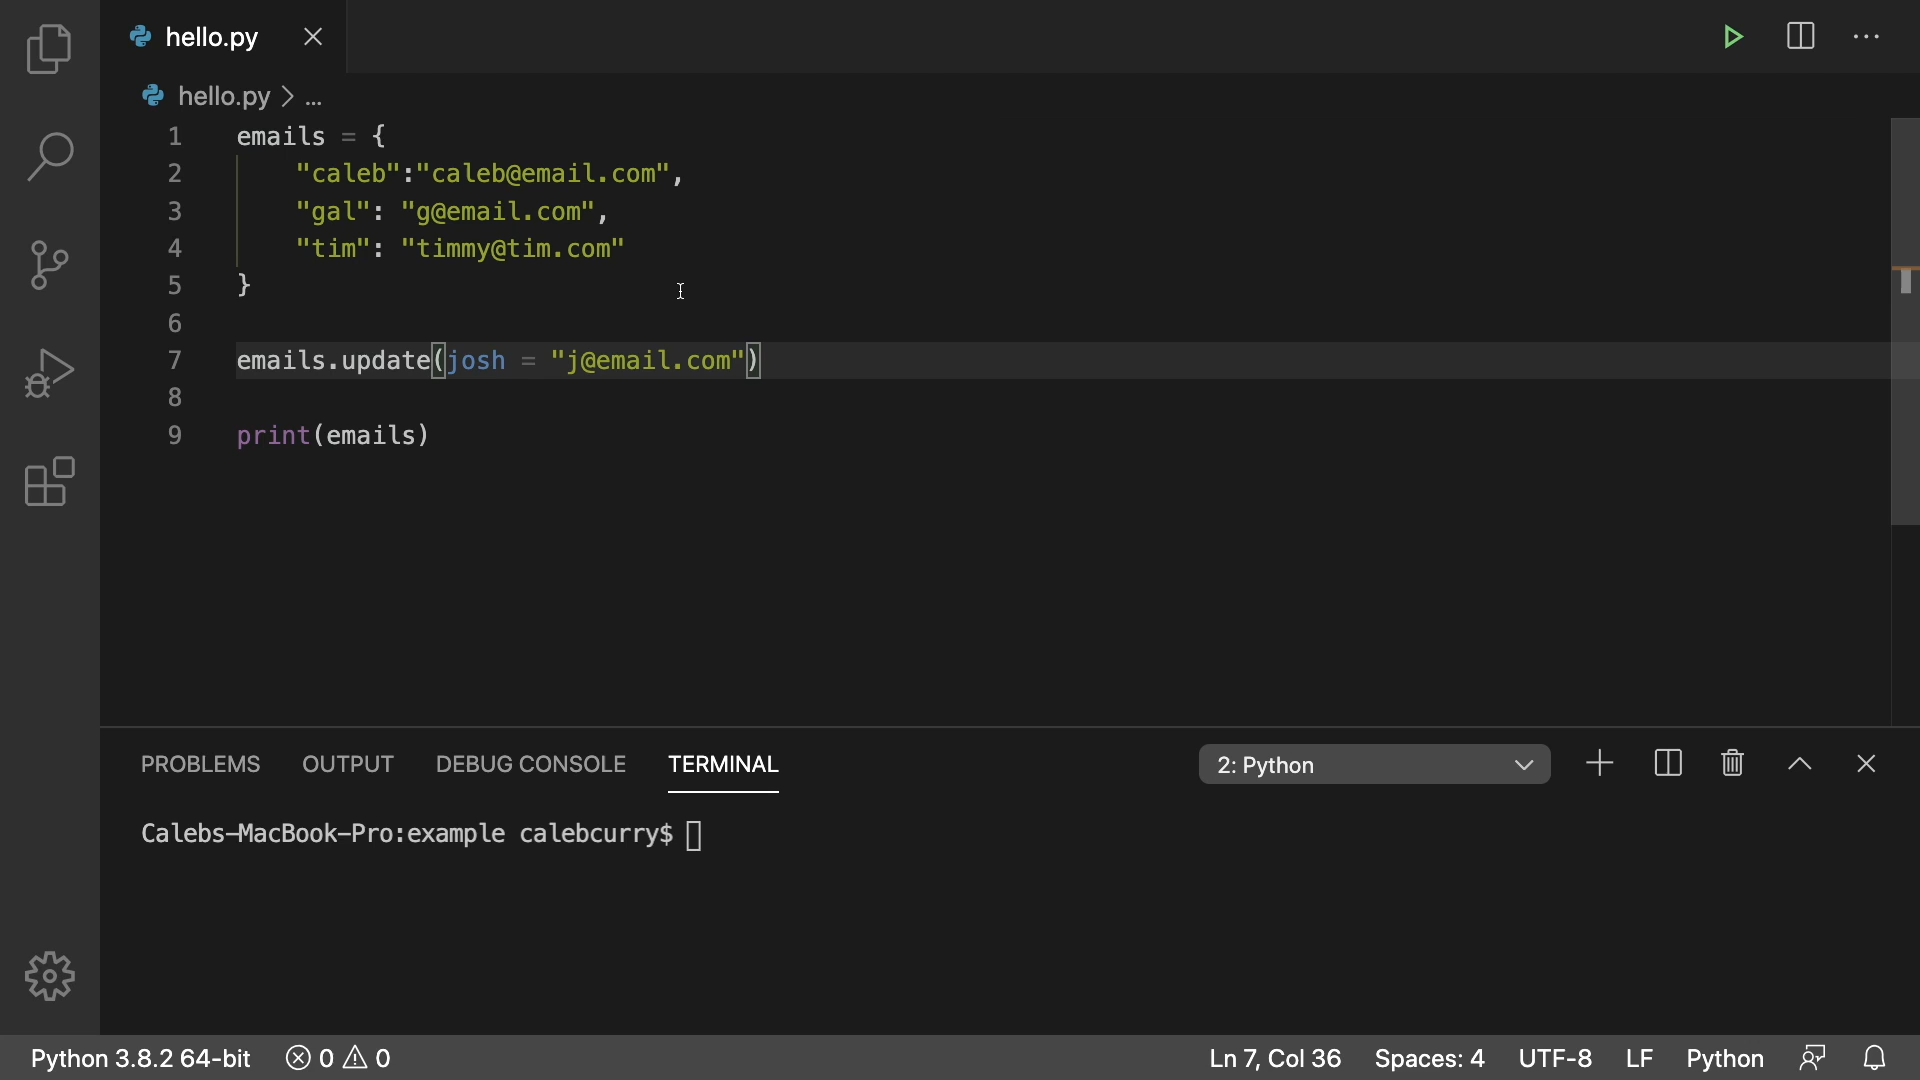 hello.py
hello.py > ...
1 emails = {
2 "caleb":"caleb@email.com",
3 "gal": "g@email.com",
4 "tim": "timmy@tim.com"
5 }
6
7 emails.update(josh = "j@email.com")
8
9 print(emails)
PROBLEMS OUTPUT DEBUG CONSOLE TERMINAL 2: Python
Calebs-MacBook-Pro:example calebcurry$
Python 3.8.2 64-bit 0 0 Ln 7, Col 36 Spaces: 4 UTF-8 LF Python